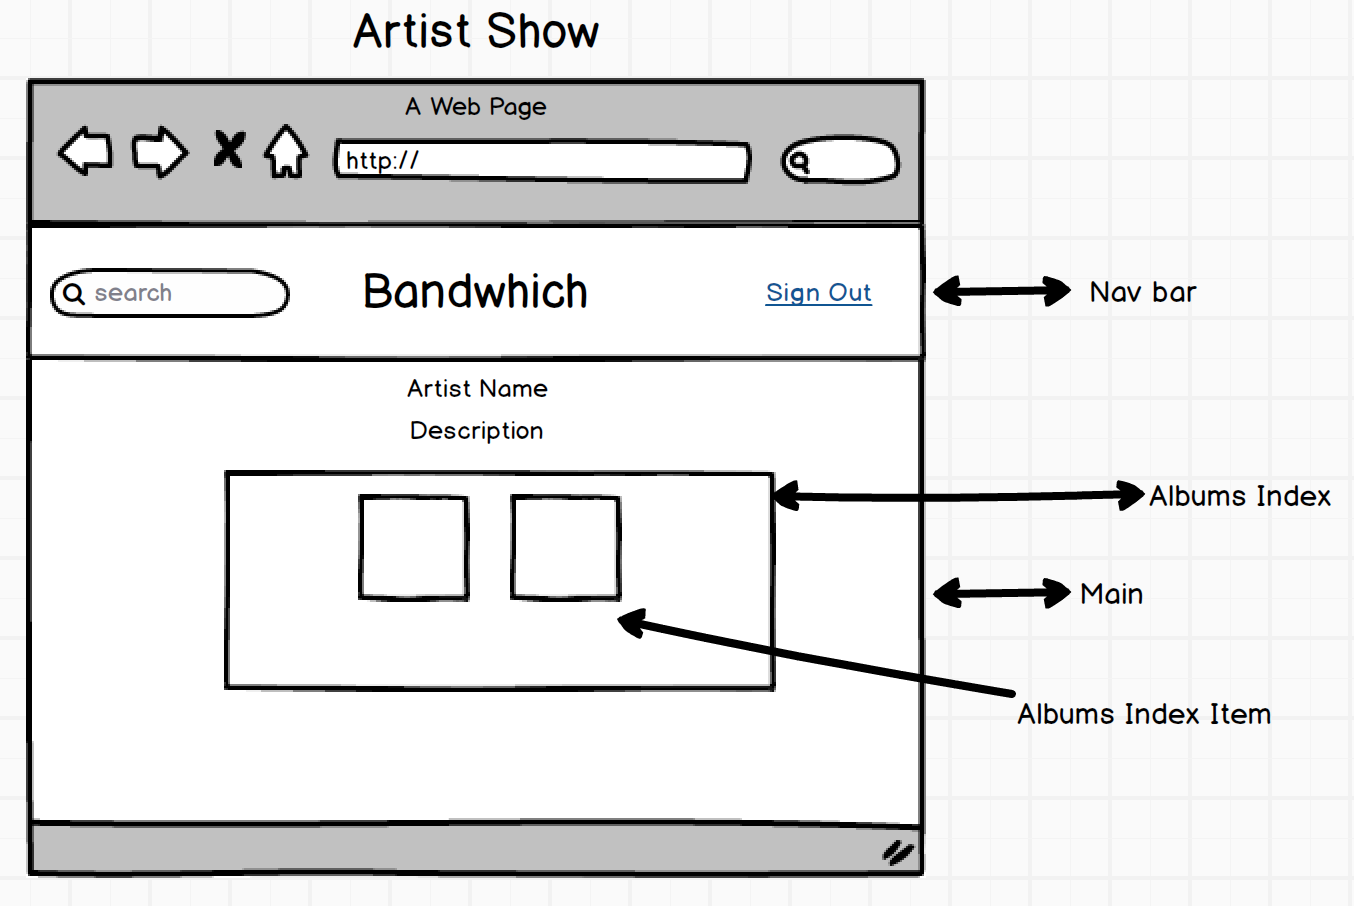 Artist Show
A Web Page
http://
search
Bandwhich
Sign Out
Nav bar
Artist Name
Description
Albums Index
Main
Albums Index Item